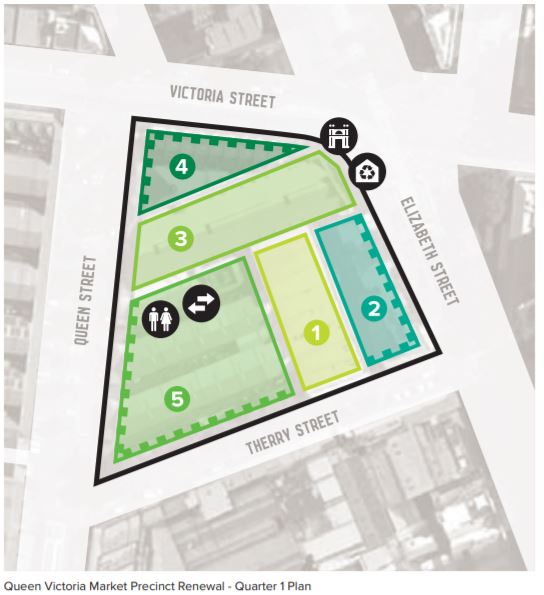 VICTORIA STREET
4
3
ELIZABETH STREET
QUEEN STREET
2
1
5
THERRY STREET
Queen Victoria Market Precinct Renewal - Quarter 1 Plan